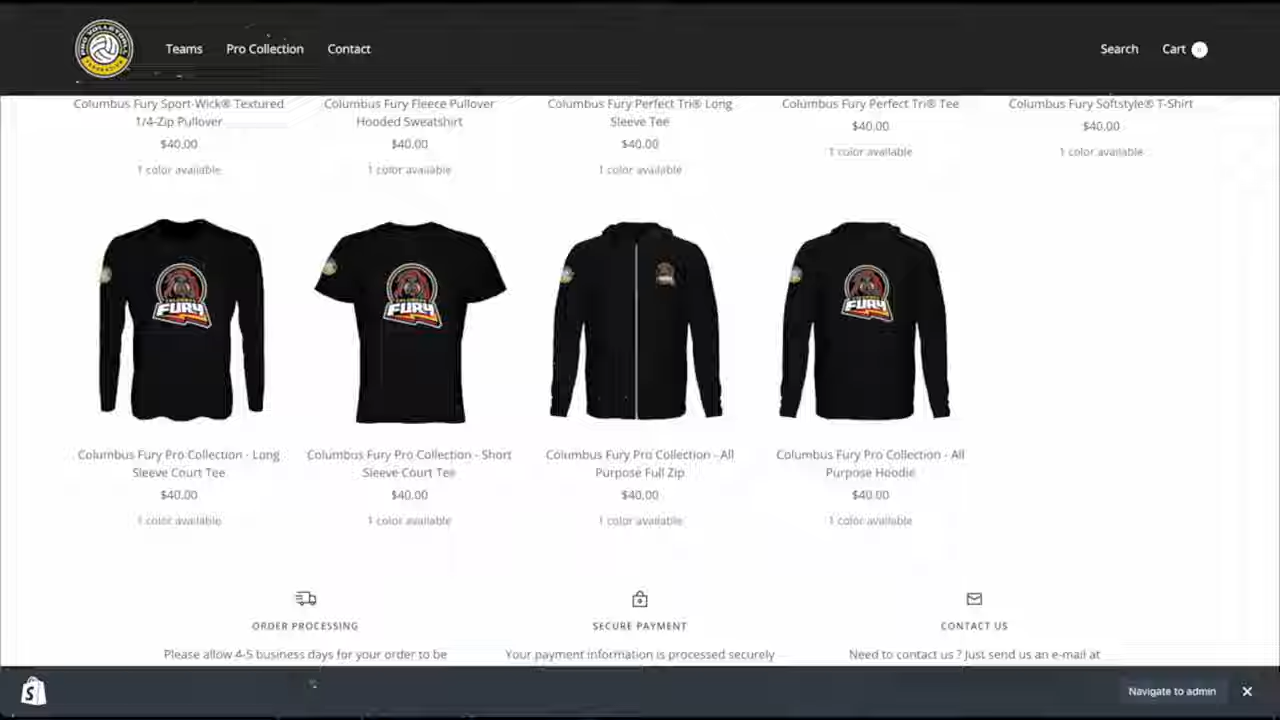 Teams
Pro Collection
Contact
Search
Cart
Columbus Fury Sport-Wick® Textured
1/4-Zip Pullover
$40.00
1 color available
Columbus Fury Fleece Pullover
Hooded Sweatshirt
$40.00
1 color available
Columbus Fury Perfect Tri® Long
Sleeve Tee
$40.00
1 color available
Columbus Fury Perfect Tri® Tee
$40.00
1 color available
Columbus Fury Softstyle® T-Shirt
$40.00
1 color available
FURY
FURY
FURY
Columbus Fury Pro Collection - Long
Sleeve Court Tee
$40.00
1 color available
Columbus Fury Pro Collection - Short
Sleeve Court Tee
$40.00
1 color available
Columbus Fury Pro Collection - All
Purpose Full Zip
$40.00
1 color available
Columbus Fury Pro Collection - All
Purpose Hoodie
$40.00
1 color available
ORDER PROCESSING
Please allow 4-5 business days for your order to be
SECURE PAYMENT
Your payment information is processed securely
CONTACT US
Need to contact us ? Just send us an e-mail at
Navigate to admin